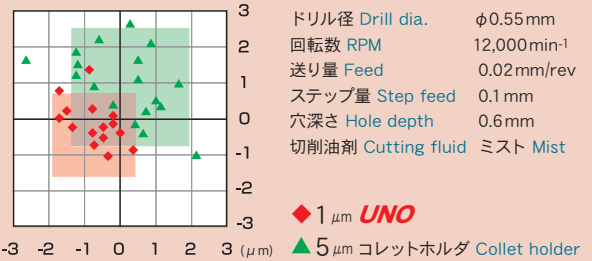 3
2
1
0
-1
-2
-3
-3 -2 -1 0 1 2 3 (μm)
ドリル径 Drill dia. φ0.55mm
回転数 RPM 12,000min-1
送り量 Feed 0.02mm/rev
ステップ量 Step feed 0.1mm
穴深さ Hole depth 0.6mm
切削油剤 Cutting fluid ミスト Mist
1μm UNO
5μm コレットホルダ Collet holder